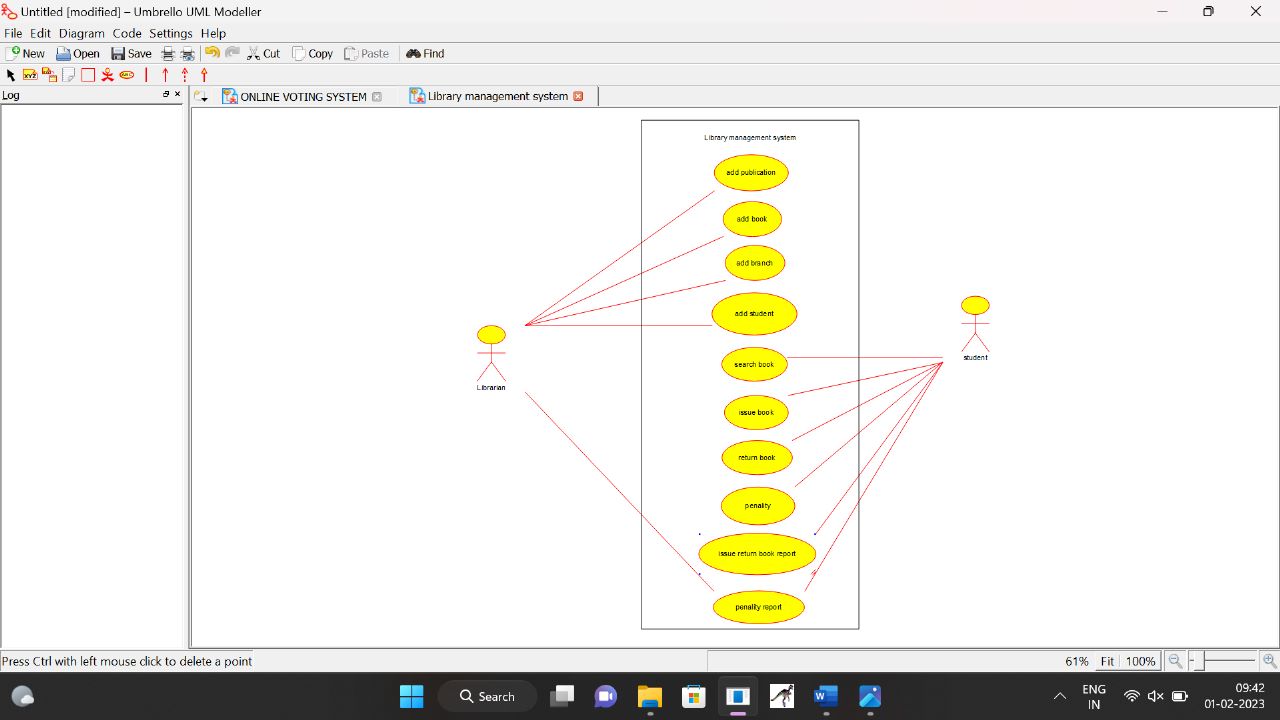 Untitled [modified] – Umbrello UML Modeller
File Edit Diagram Code Settings Help
New Open Save Cut Copy Paste Find
XYZ
Log
ONLINE VOTING SYSTEM Library management system
Library management system
add publication
add book
add branch
add student
search book
issue book
return book
penality
issue return book report
penality report
Librarian
student
Press Ctrl with left mouse click to delete a point
61% Fit 100%
Search
ENG
IN
09:42
01-02-2023